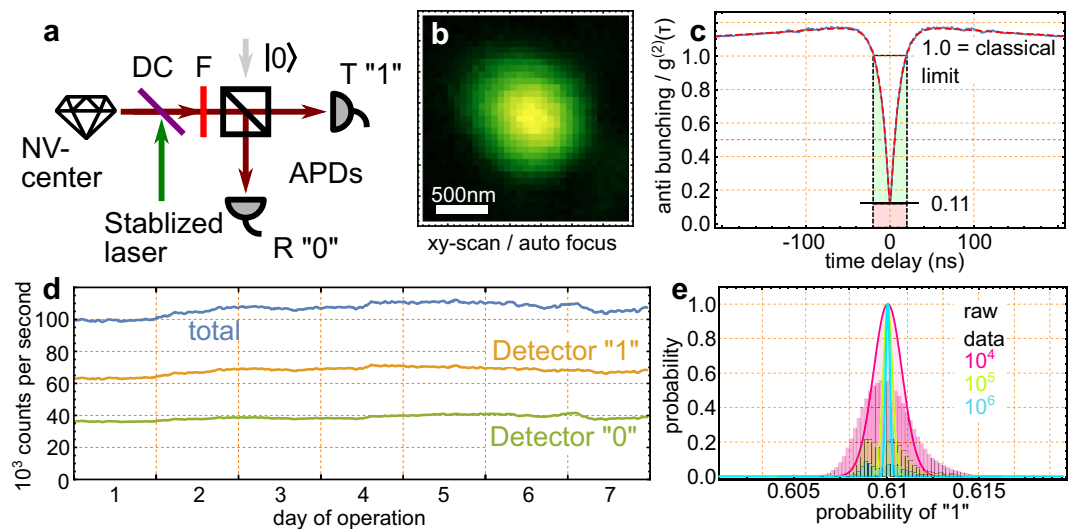 a
DC
F
|0⟩
T "1"
NV-
center
APDs
Stablized
laser
R "0"
b
500nm
xy-scan / auto focus
c
anti bunching / g⁽²⁾(τ)
1.0
0.8
0.6
0.4
0.2
0.0
1.0 = classical
limit
0.11
-100
0
100
time delay (ns)
d
10³ counts per second
100
80
60
40
20
0
total
Detector "1"
Detector "0"
1
2
3
4
5
6
7
day of operation
e
probability
1.0
0.8
0.6
0.4
0.2
0.0
raw
data
10⁴
10⁵
10⁶
0.605
0.61
0.615
probability of "1"